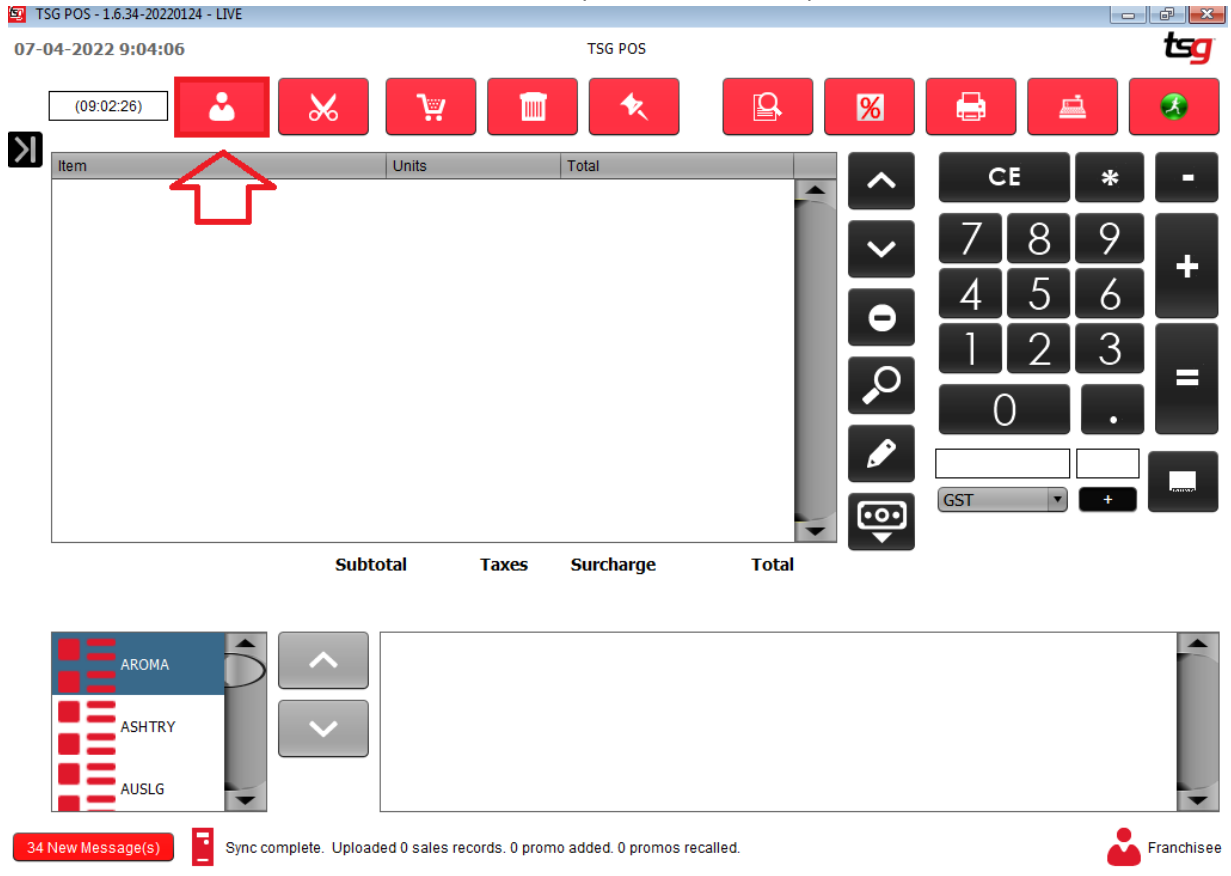 TSG POS - 1.6.34-20220124 - LIVE
07-04-2022 9:04:06
TSG POS
tsg
(09:02:26)
%
Item Units Total
CE * -
7 8 9 +
4 5 6
1 2 3 =
0 .
GST +
Subtotal Taxes Surcharge Total
AROMA
ASHTRY
AUSLG
34 New Message(s)
Sync complete. Uploaded 0 sales records. 0 promo added. 0 promos recalled.
Franchisee